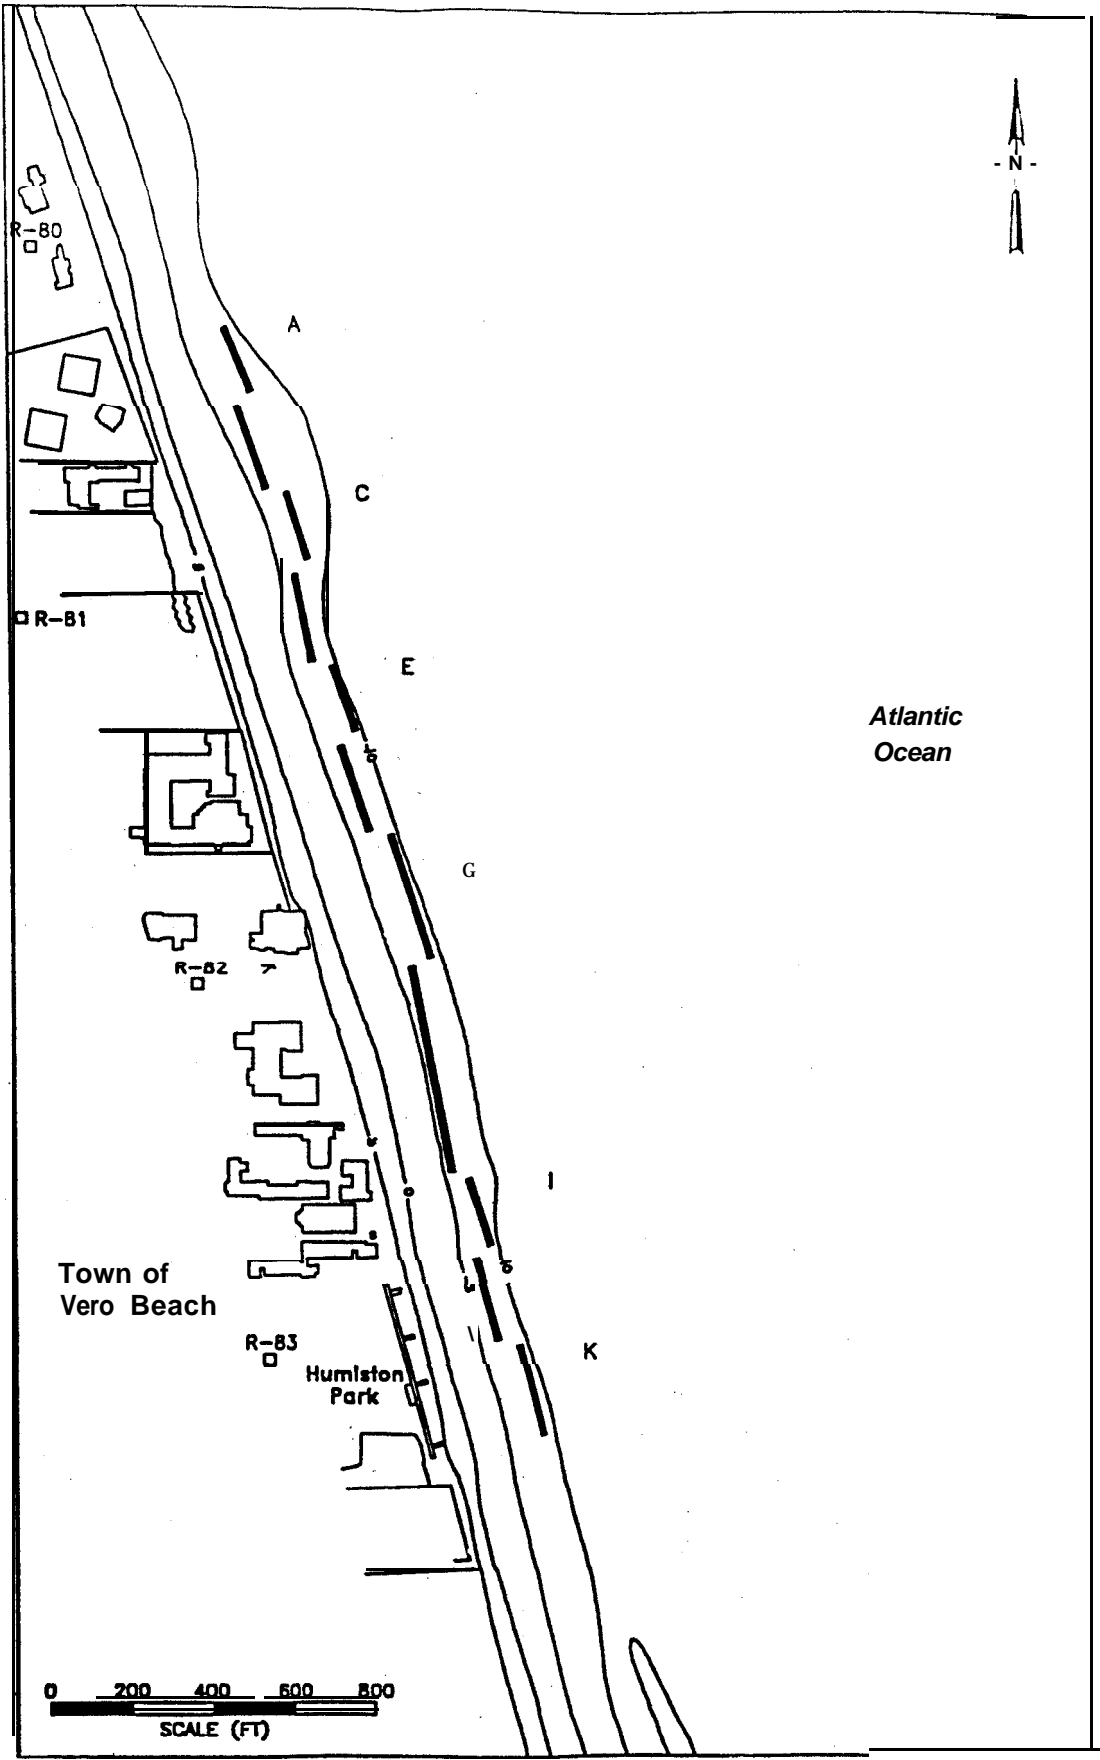 - N -
R-80
A
C
R-81
E
Atlantic
Ocean
G
R-82
I
Town of
Vero Beach
R-83
K
Humiston
Park
0 200 400 600 800
SCALE (FT)